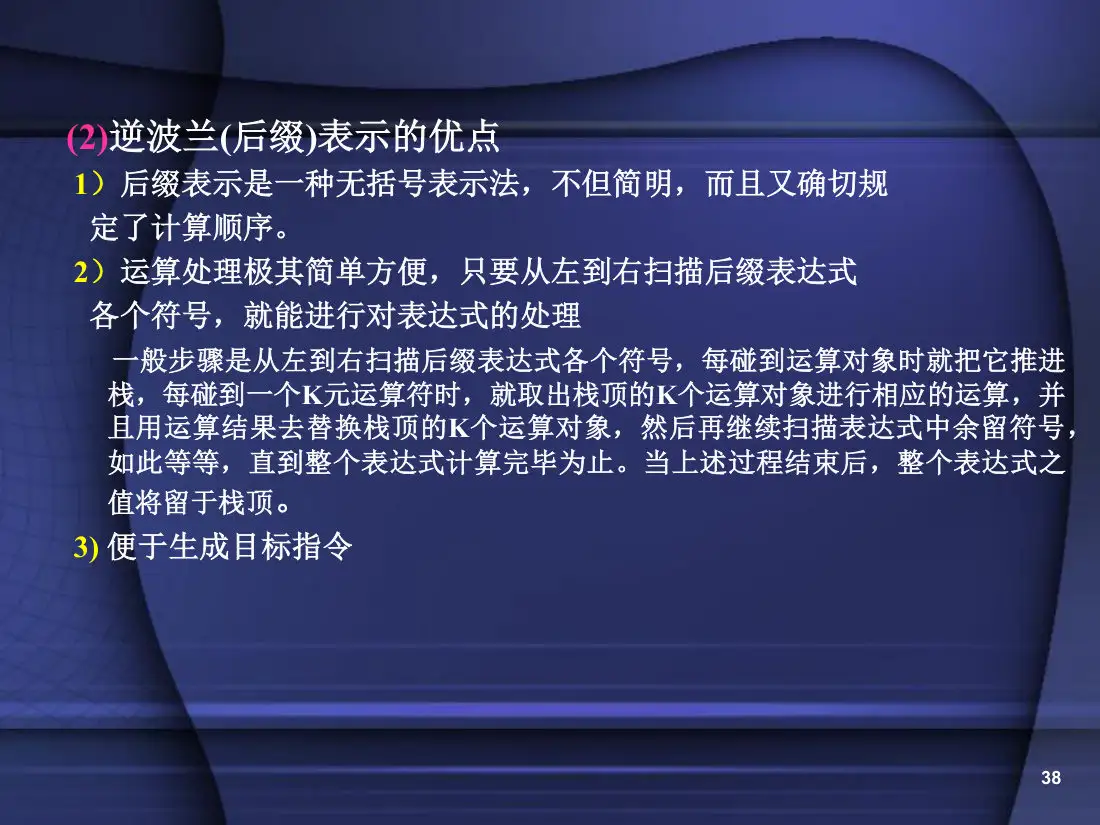 (2)逆波兰(后缀)表示的优点
1）后缀表示是一种无括号表示法，不但简明，而且又确切规
定了计算顺序。
2）运算处理极其简单方便，只要从左到右扫描后缀表达式
各个符号，就能进行对表达式的处理
一般步骤是从左到右扫描后缀表达式各个符号，每碰到运算对象时就把它推进
栈，每碰到一个K元运算符时，就取出栈顶的K个运算对象进行相应的运算，并
且用运算结果去替换栈顶的K个运算对象，然后再继续扫描表达式中余留符号，
如此等等，直到整个表达式计算完毕为止。当上述过程结束后，整个表达式之
值将留于栈顶。
3) 便于生成目标指令
38